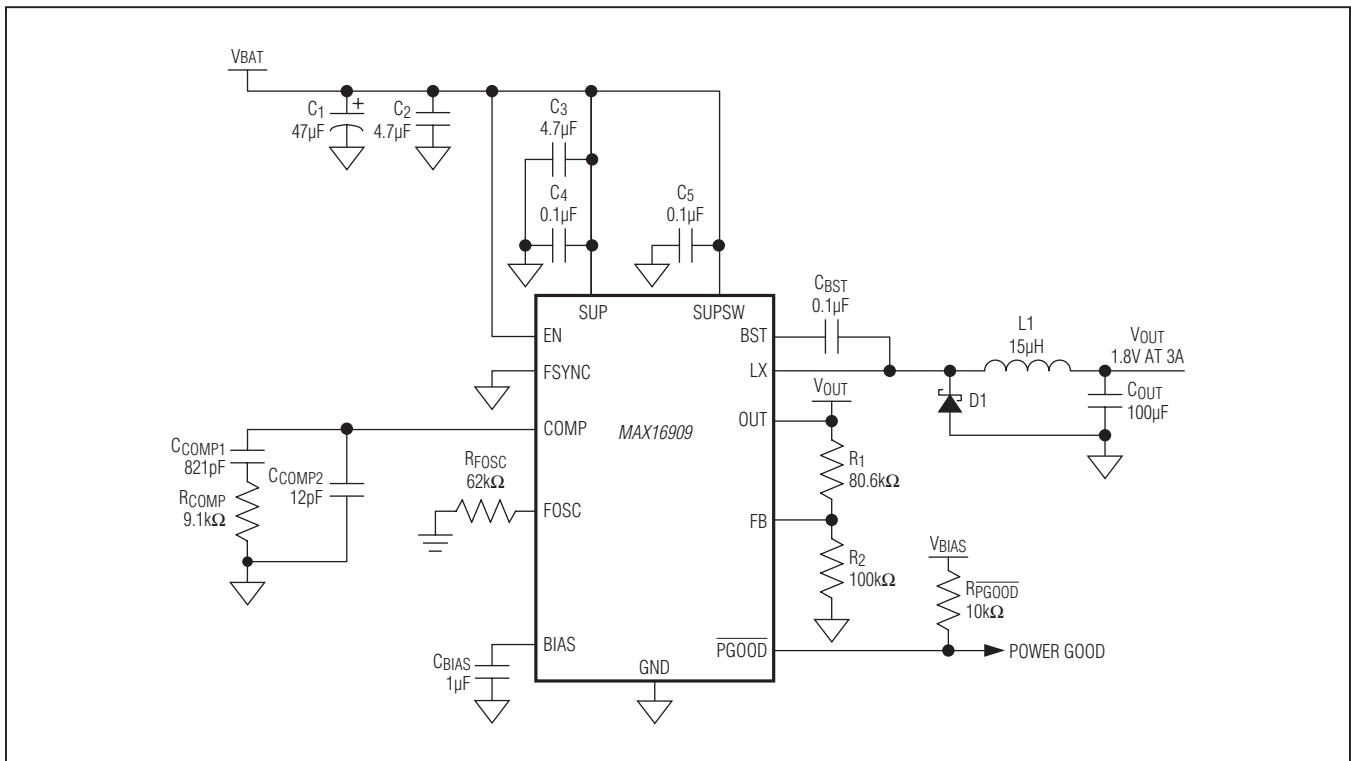 VBAT
C1
47µF
+
C2
4.7µF
C3
4.7µF
C4
0.1µF
C5
0.1µF
SUP
SUPSW
EN
FSYNC
COMP
FOSC
BIAS
GND
MAX16909
BST
LX
OUT
FB
PGOOD
CBST
0.1µF
L1
15µH
VOUT
1.8V AT 3A
D1
COUT
100µF
VOUT
R1
80.6kΩ
R2
100kΩ
VBIAS
RPGOOD
10kΩ
POWER GOOD
CCOMP1
821pF
CCOMP2
12pF
RCOMP
9.1kΩ
RFOSC
62kΩ
CBIAS
1µF